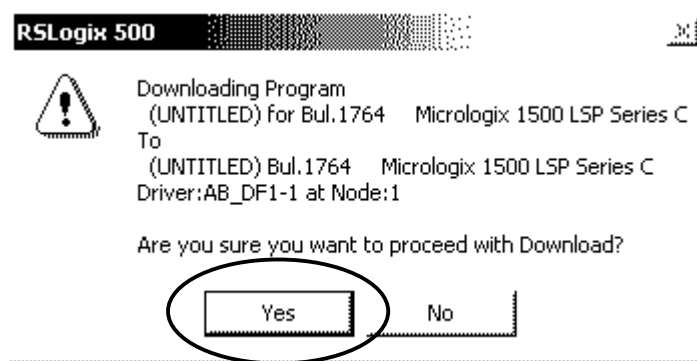 RSLogix 500
Downloading Program
(UNTITLED) for Bul.1764 Micrologix 1500 LSP Series C
To
(UNTITLED) Bul.1764 Micrologix 1500 LSP Series C
Driver:AB_DF1-1 at Node:1
Are you sure you want to proceed with Download?
Yes No